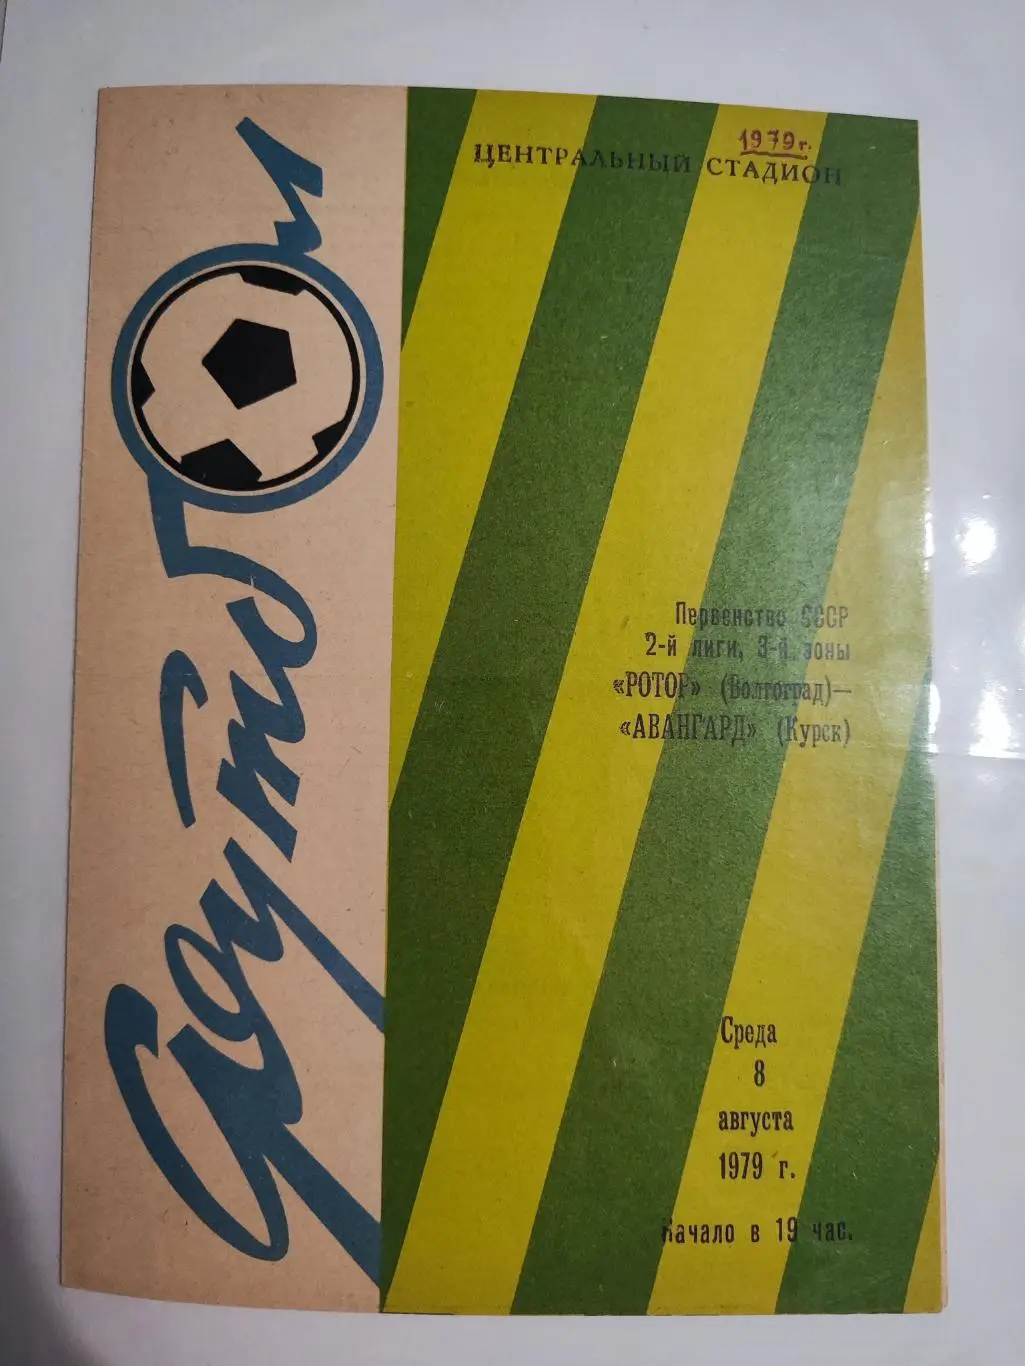 футбол
1979 г.
ЦЕНТРАЛЬНЫЙ СТАДИОН
Первенство СССР
2-й лиги, 3-й зоны
«РОТОР» (Волгоград)—
«АВАНГАРД» (Курск)
Среда
8
августа
1979 г.
Начало в 19 час.